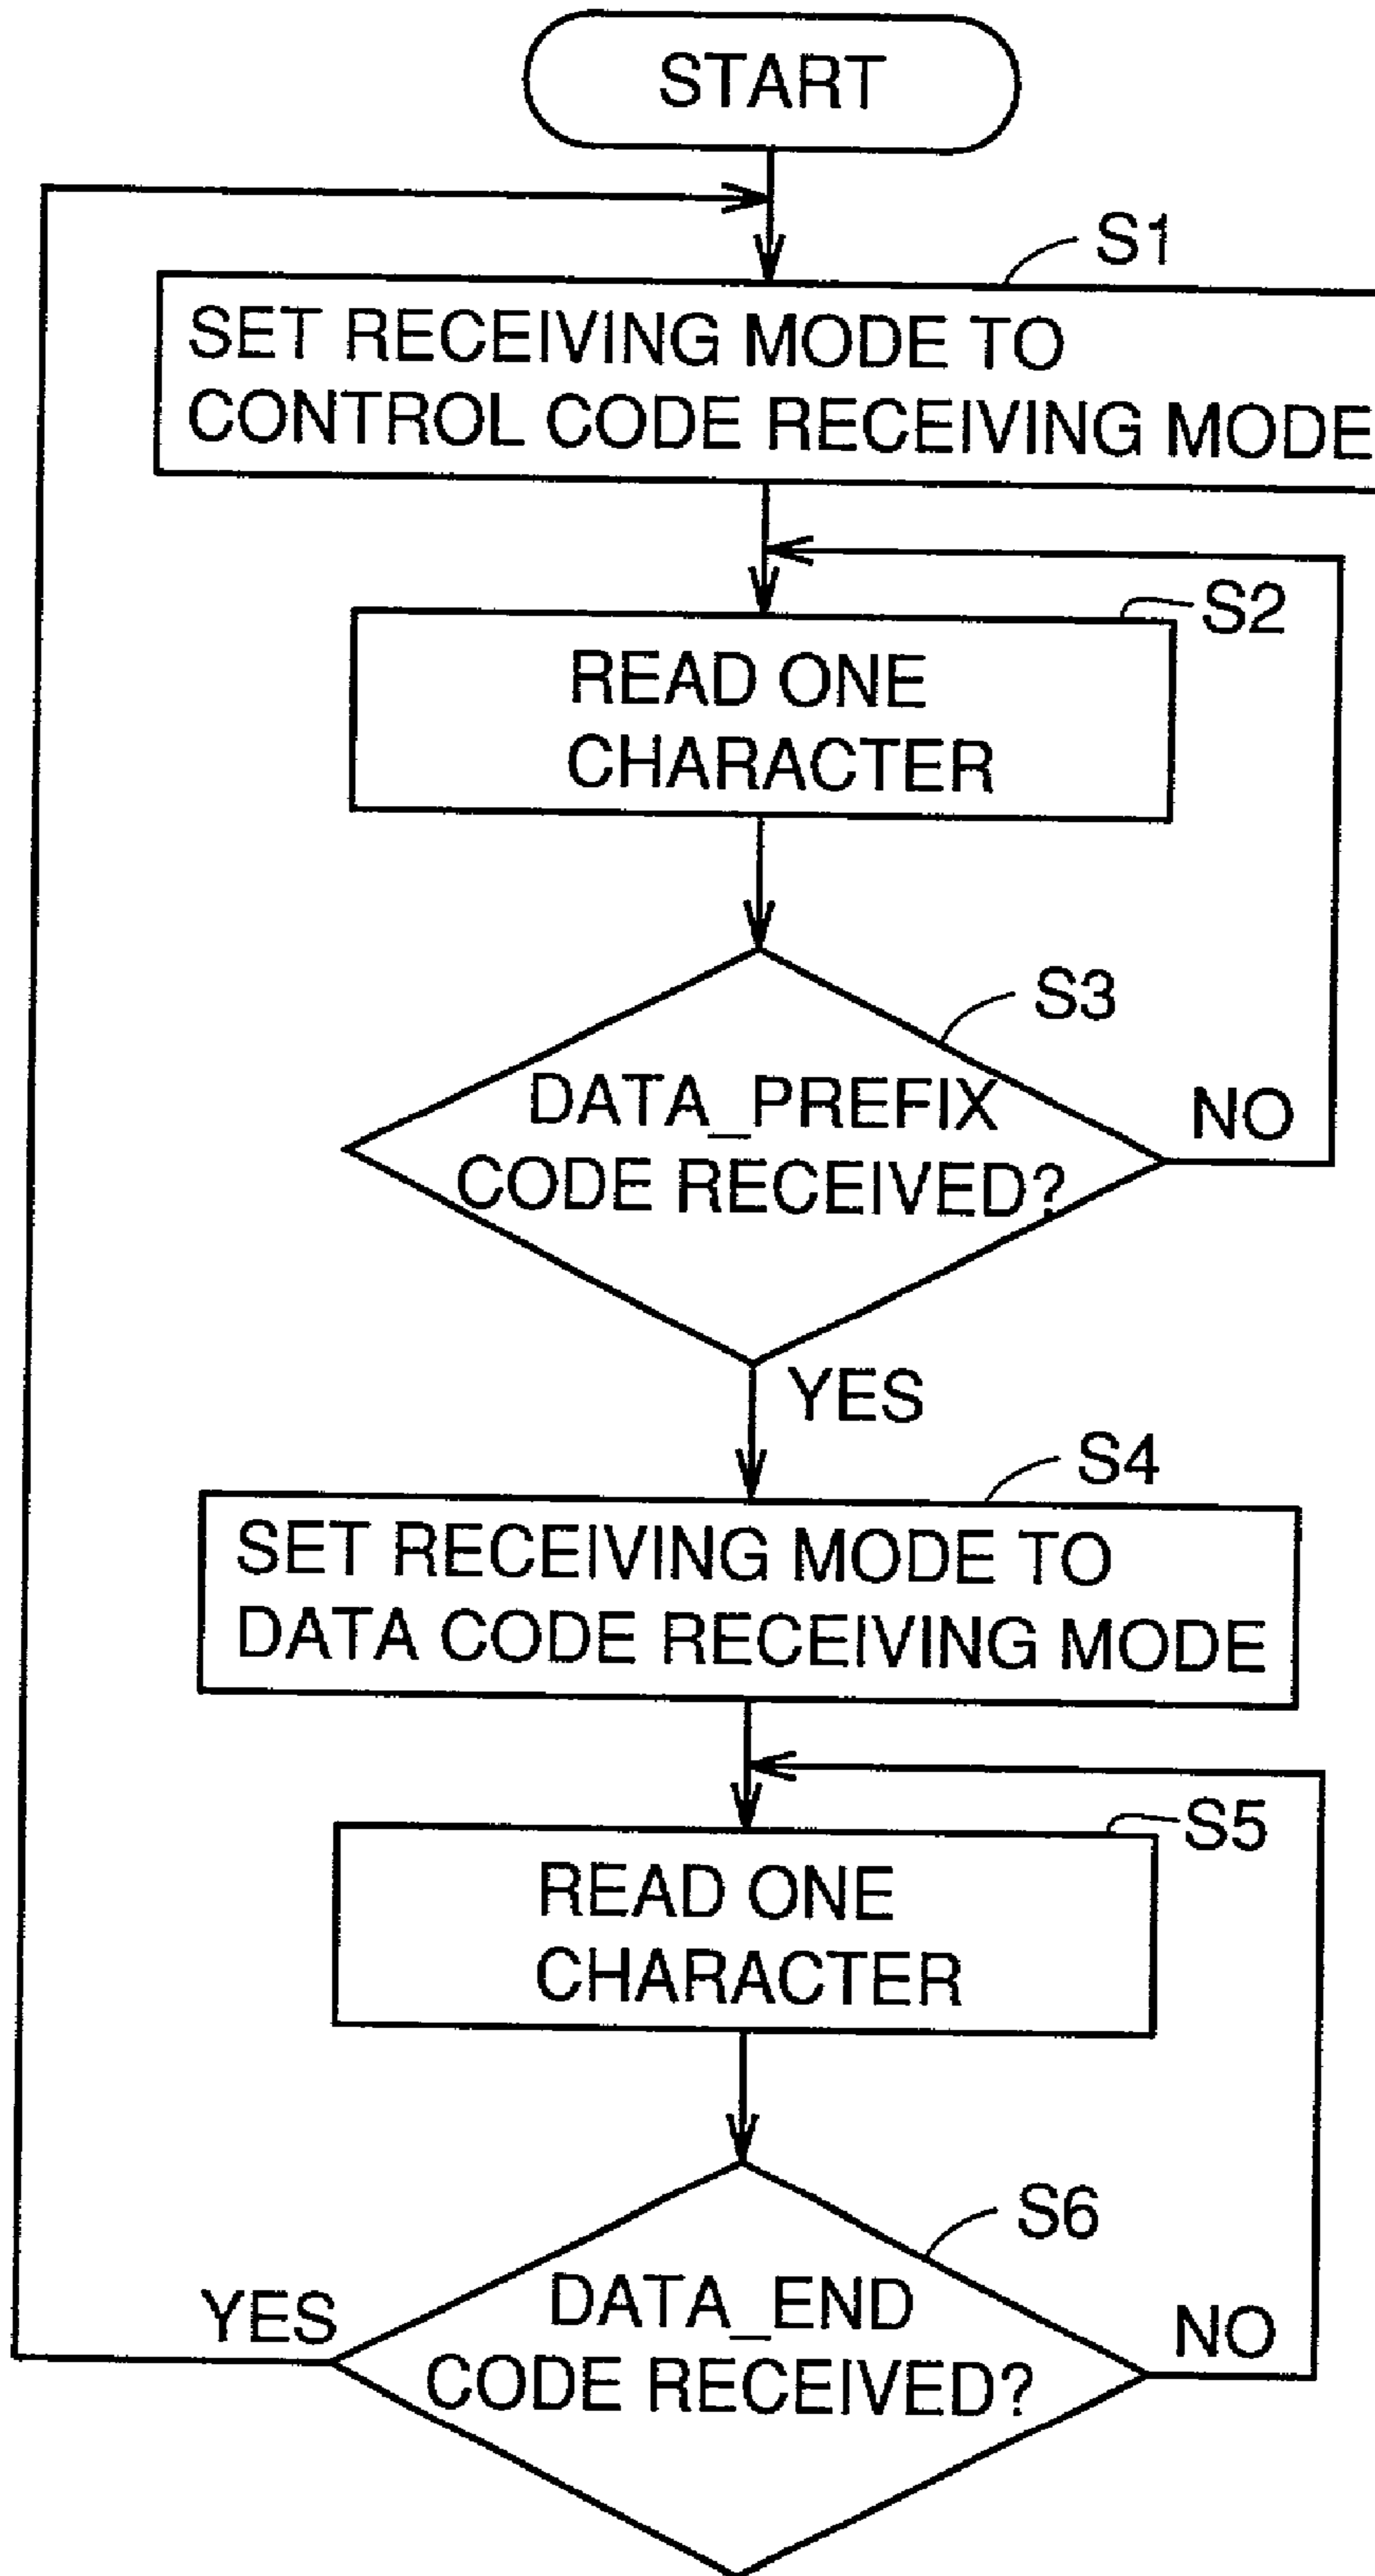 START
S1
SET RECEIVING MODE TO
CONTROL CODE RECEIVING MODE
S2
READ ONE
CHARACTER
S3
DATA_PREFIX
CODE RECEIVED?
NO
YES
S4
SET RECEIVING MODE TO
DATA CODE RECEIVING MODE
S5
READ ONE
CHARACTER
S6
DATA_END
CODE RECEIVED?
YES
NO